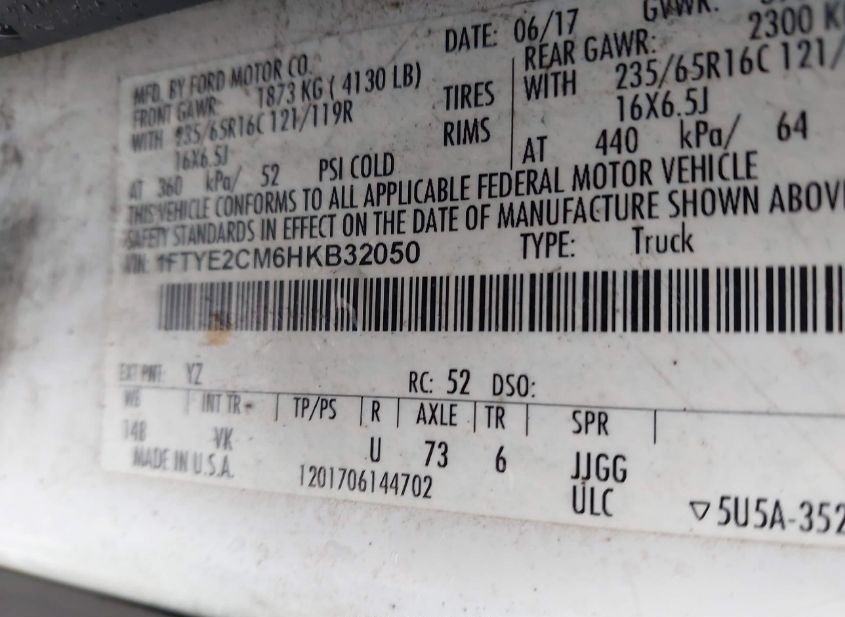 DATE: 06/17 GVWR:
MFD. BY FORD MOTOR CO.
FRONT GAWR: 1873 KG ( 4130 LB)
WITH 235/65R16C 121/119R TIRES
16X6.5J RIMS
AT 360 kPa/ 52 PSI COLD
REAR GAWR: 2300 K
WITH 235/65R16C 121/
16X6.5J
AT 440 kPa/ 64
THIS VEHICLE CONFORMS TO ALL APPLICABLE FEDERAL MOTOR VEHICLE
SAFETY STANDARDS IN EFFECT ON THE DATE OF MANUFACTURE SHOWN ABOV
VIN: 1FTYE2CM6HKB32050 TYPE: Truck
EXT PNT: YZ RC: 52 DSO:
WB | INT TR | TP/PS | R | AXLE | TR | SPR |
148 VK U 73 6 JJGG
MADE IN U.S.A. 1201706144702 ULC ▽5U5A-352